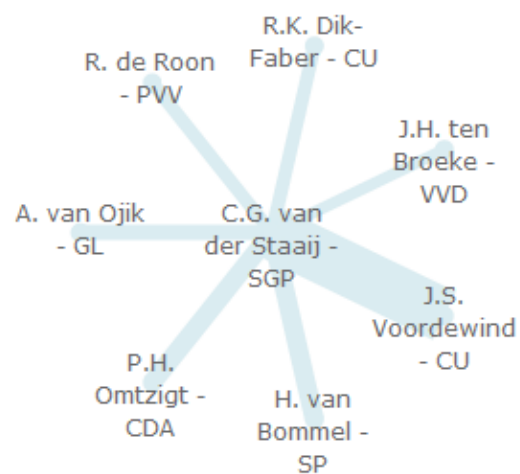 R.K. Dik-
Faber - CU
R. de Roon
- PVV
J.H. ten
Broeke -
VVD
A. van Ojik
- GL
C.G. van
der Staaij -
SGP
J.S.
Voordewind
- CU
P.H.
Omtzigt -
CDA
H. van
Bommel -
SP